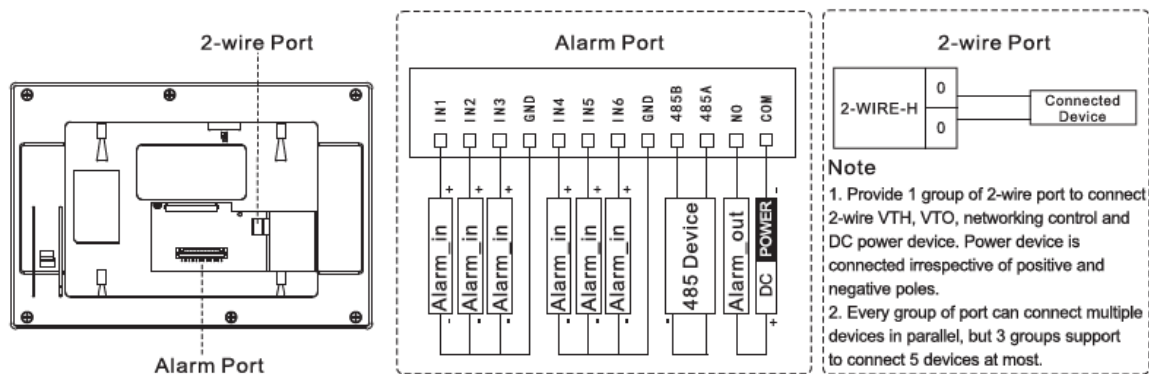 2-wire Port
Alarm Port
Alarm Port
IN1
IN2
IN3
GND
IN4
IN5
IN6
GND
485B
485A
NO
COM
+
+
+
+
+
+
-
Alarm_in
Alarm_in
Alarm_in
Alarm_in
Alarm_in
Alarm_in
485 Device
Alarm_out
DC POWER
-
-
-
-
-
-
-
+
2-wire Port
2-WIRE-H
0
0
Connected
Device
Note
1. Provide 1 group of 2-wire port to connect
2-wire VTH, VTO, networking control and
DC power device. Power device is
connected irrespective of positive and
negative poles.
2. Every group of port can connect multiple
devices in parallel, but 3 groups support
to connect 5 devices at most.